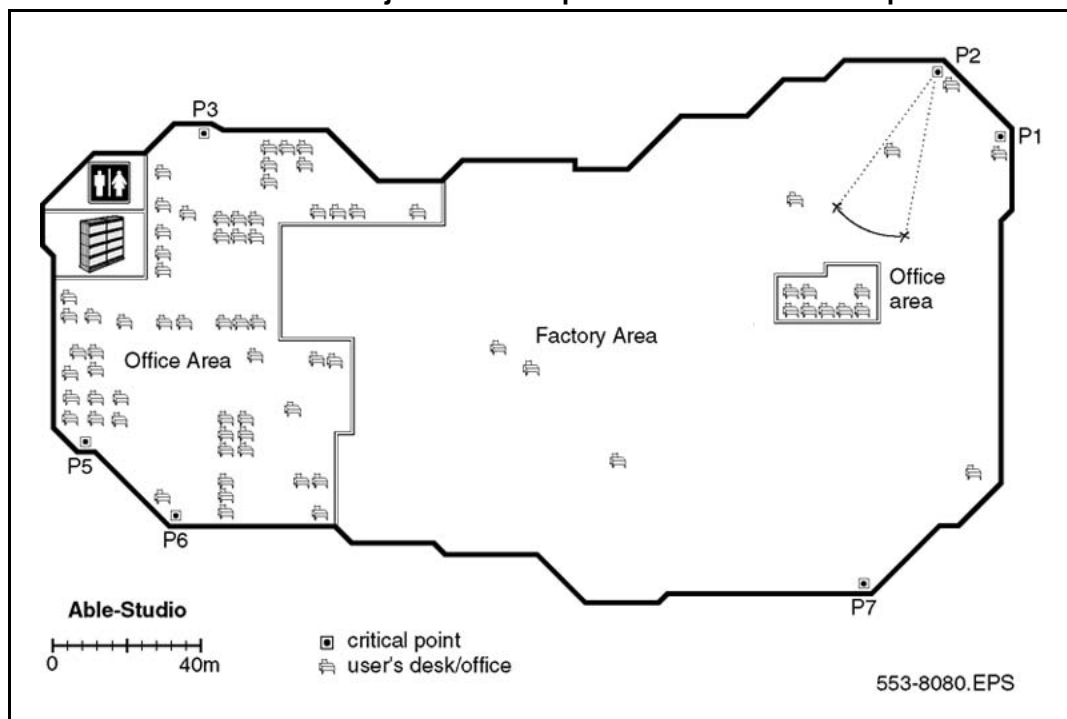 P2
P3
P1
Office
area
Factory Area
Office Area
P5
P6
P7
Able-Studio
0 40m
critical point
user's desk/office
553-8080.EPS